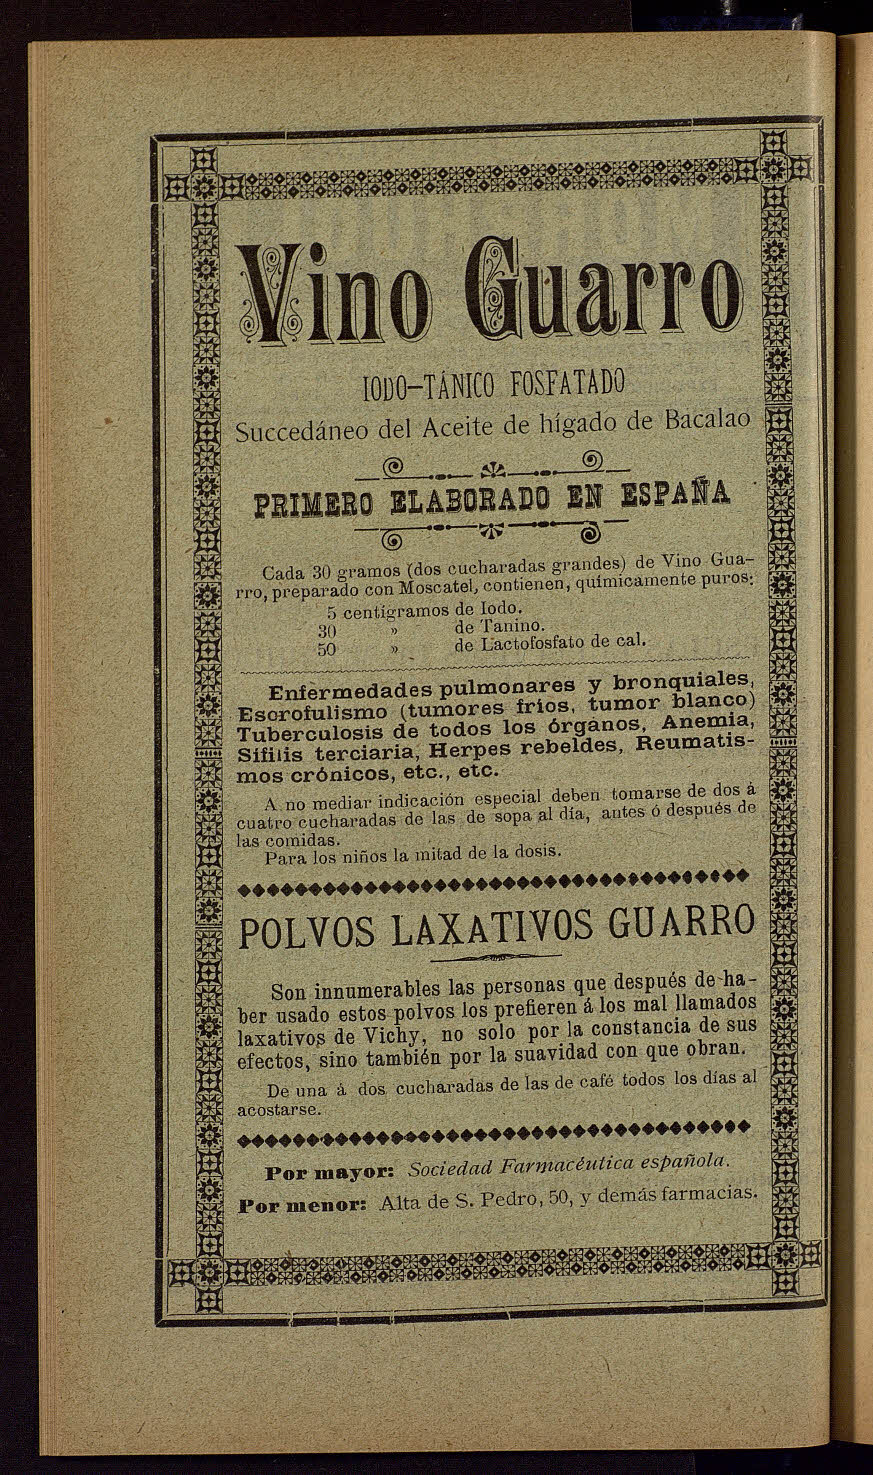 Vino Guarro
IODO-TÁNICO FOSFATADO
Succedáneo del Aceite de hígado de Bacalao
PRIMERO ELABORADO EN ESPAÑA
Cada 30 gramos (dos cucharadas grandes) de Vino Gua-
rro, preparado con Moscatel, contienen, químicamente puros:
5 centigramos de Iodo.
30 » de Tanino.
50 » de Lactofosfato de cal.
Enfermedades pulmonares y bronquiales,
Escrofulismo (tumores frios, tumor blanco)
Tuberculosis de todos los órganos, Anemia,
Sifilis terciaria, Herpes rebeldes, Reumatis-
mos crónicos, etc., etc.
A no mediar indicación especial deben tomarse de dos á
cuatro cucharadas de las de sopa al día, antes ó después de
las comidas.
Para los niños la mitad de la dosis.
POLVOS LAXATIVOS GUARRO
Son innumerables las personas que después de ha-
ber usado estos polvos los prefieren á los mal llamados
laxativos de Vichy, no solo por la constancia de sus
efectos, sino también por la suavidad con que obran.
De una á dos cucharadas de las de café todos los días al
acostarse.
Por mayor: Sociedad Farmacéutica española.
Por menor: Alta de S. Pedro, 50, y demás farmacias.